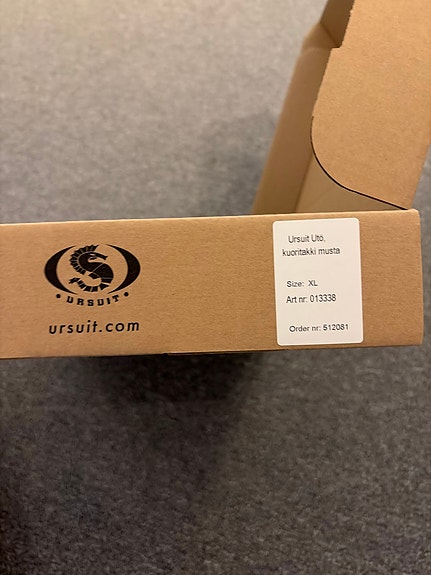 URSUIT
ursuit.com
Ursuit Utö,
kuoritakki musta
Size: XL
Art nr: 013338
Order nr: 512081